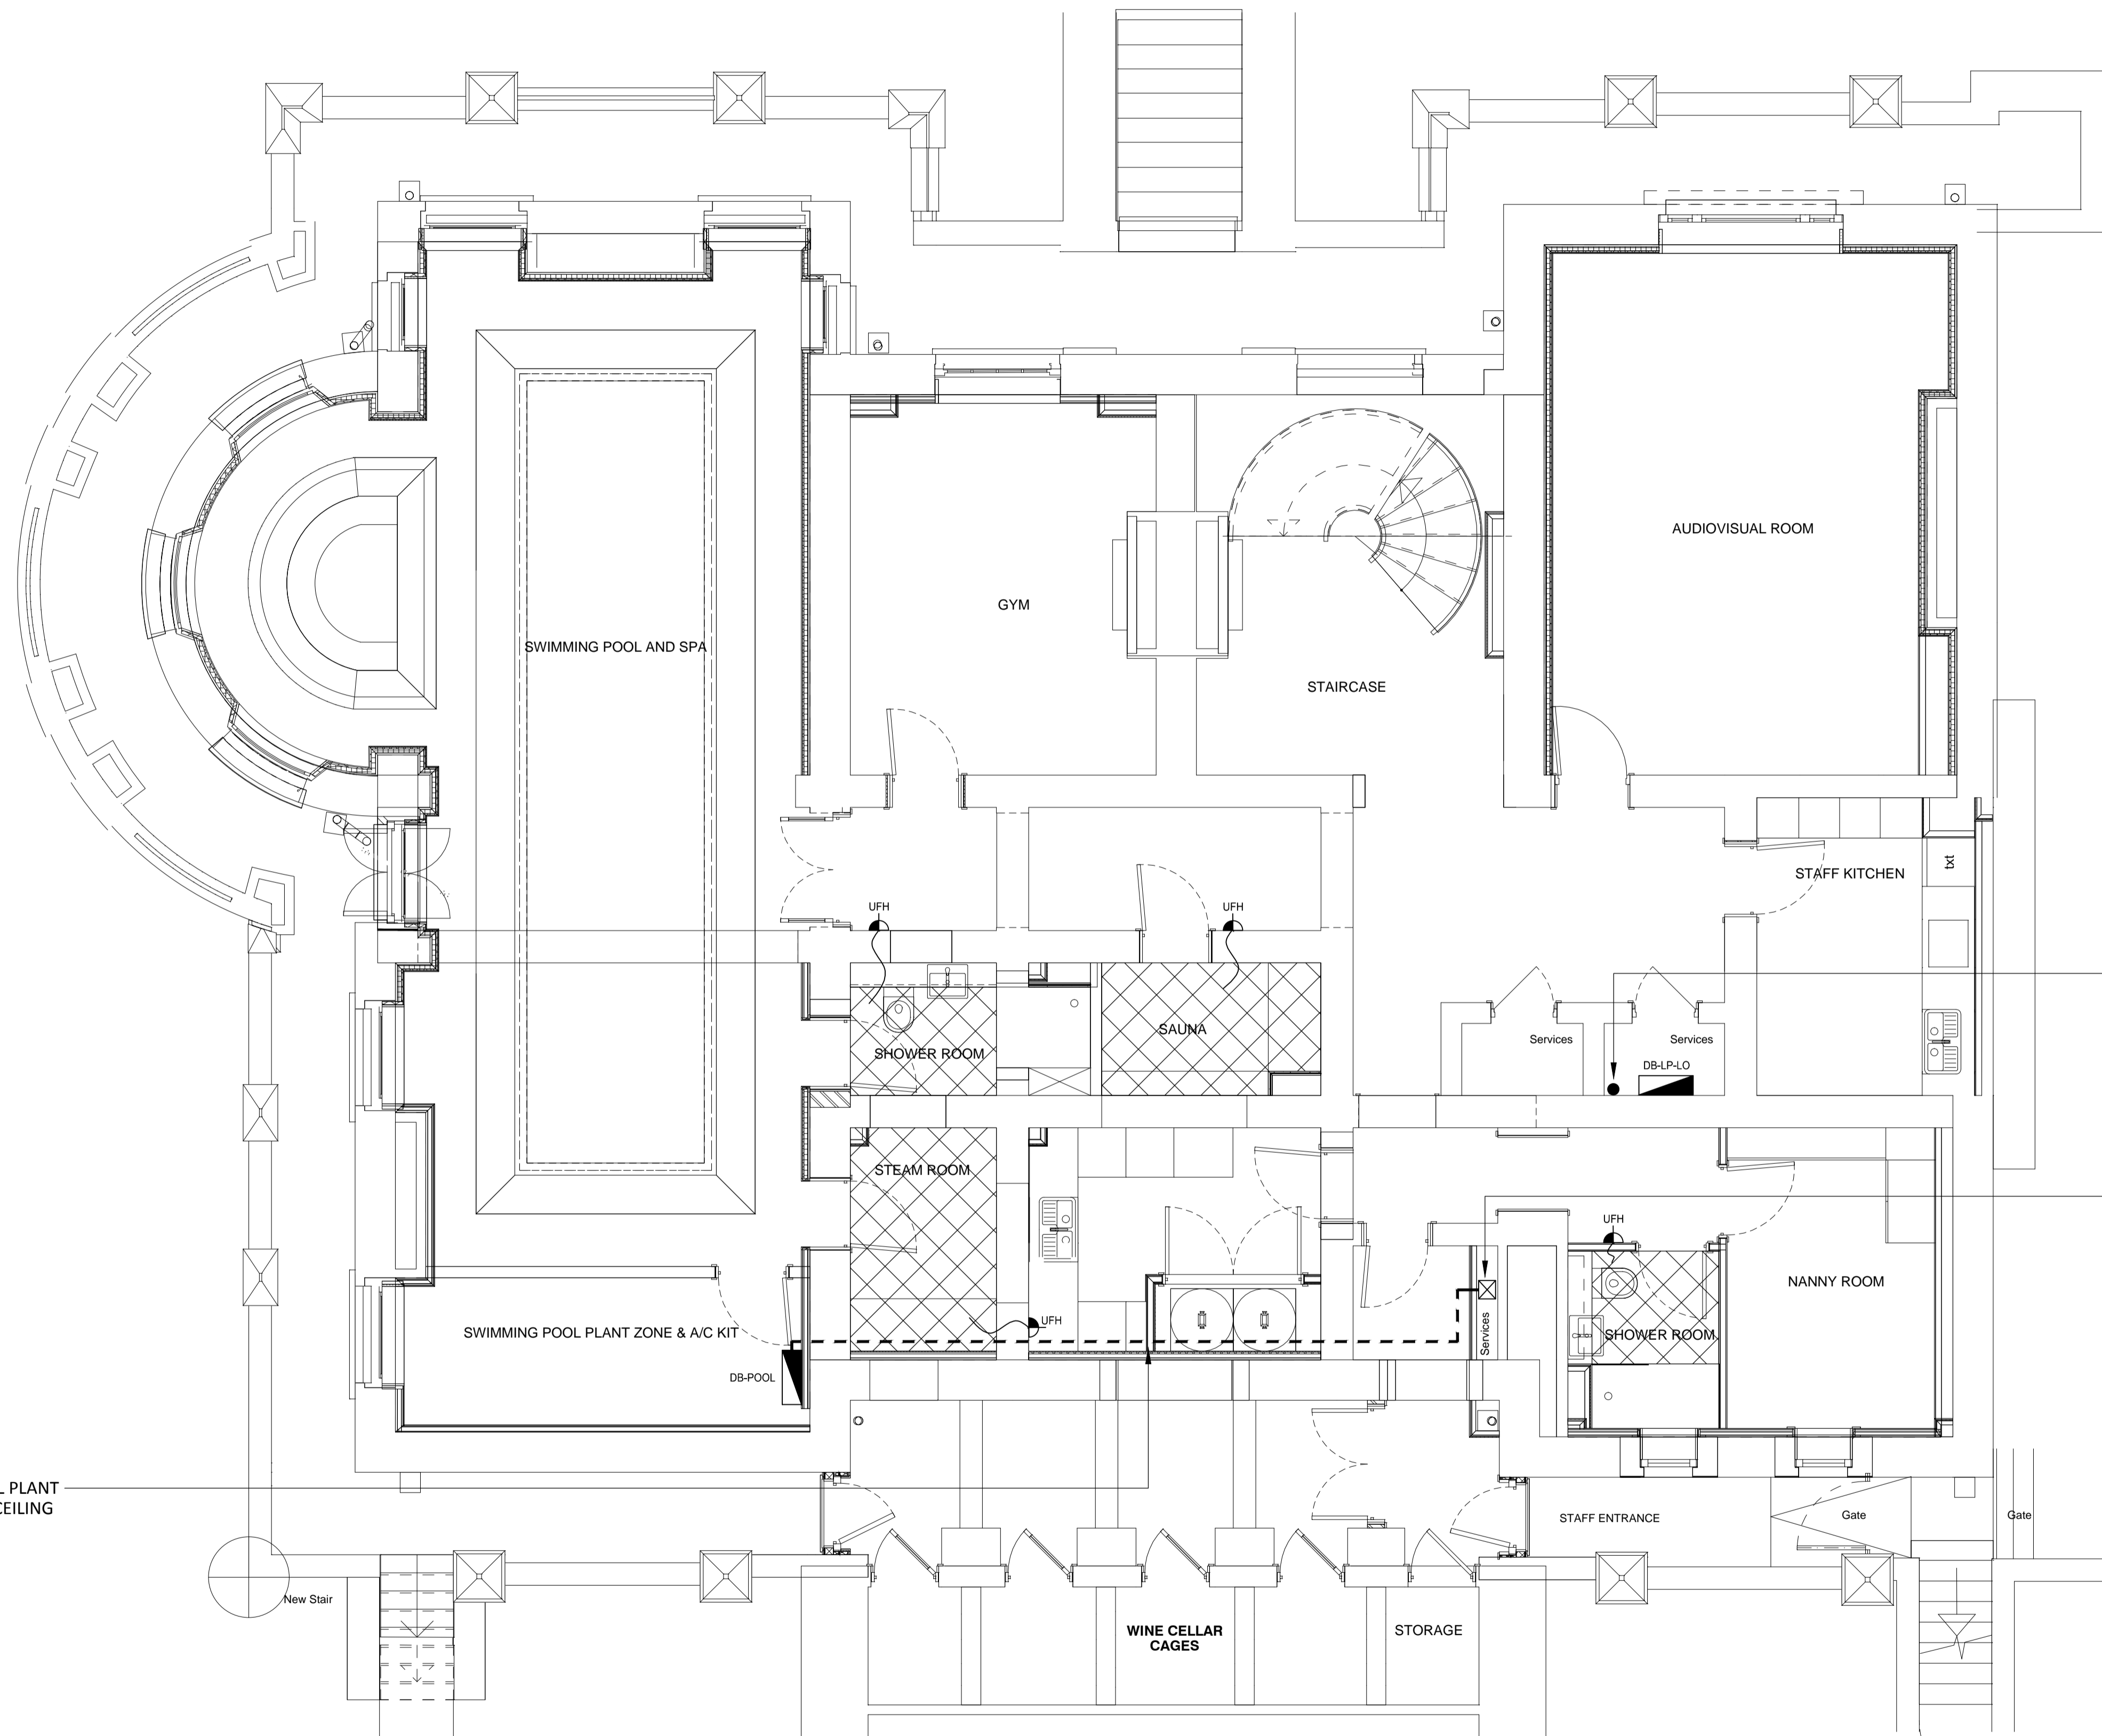 AUDIOVISUAL ROOM
GYM
SWIMMING POOL AND SPA
STAIRCASE
txt
STAFF KITCHEN
UFH
UFH
SAUNA
SHOWER ROOM
Services
Services
DB-LP-LO
STEAM ROOM
UFH
NANNY ROOM
UFH
SWIMMING POOL PLANT ZONE & A/C KIT
Services
SHOWER ROOM
DB-POOL
PLANT
CEILING
STAFF ENTRANCE
Gate
Gate
New Stair
WINE CELLAR
CAGES
STORAGE